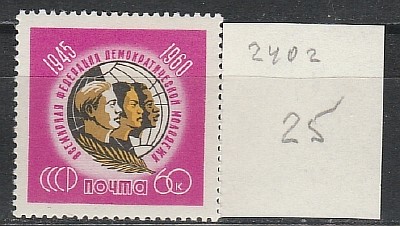 1945 1960
ВСЕМИРНАЯ ФЕДЕРАЦИЯ ДЕМОКРАТИЧЕСКОЙ МОЛОДЕЖИ
СССР ПОЧТА 60 К
2402
25